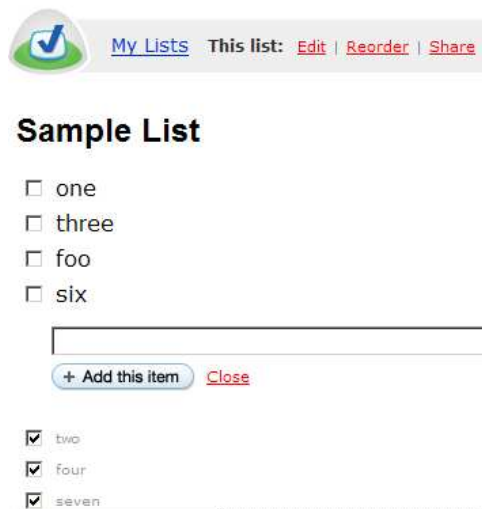 My Lists This list: Edit | Reorder | Share
Sample List
one
three
foo
six
+ Add this item Close
two
four
seven